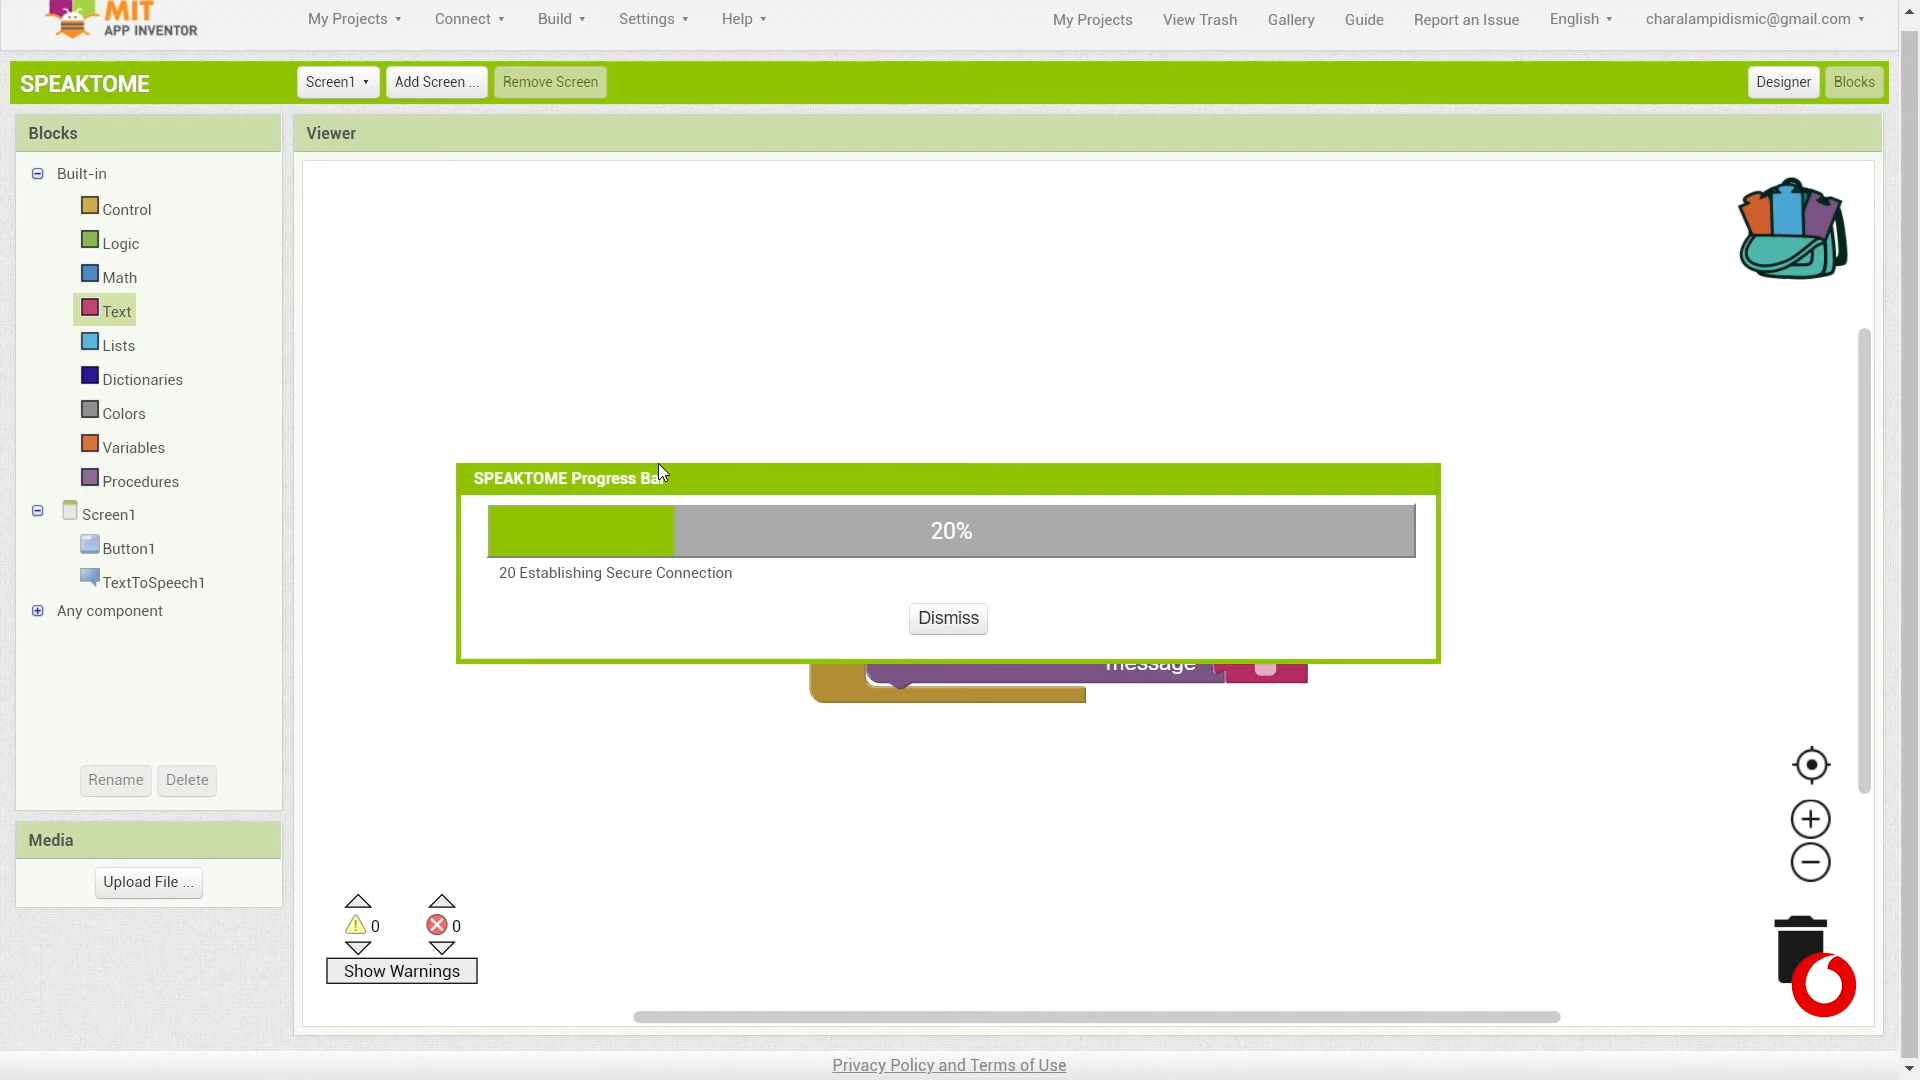 MIT
APP INVENTOR
My Projects
Connect
Build
Settings
Help
My Projects
View Trash
Gallery
Guide
Report an Issue
English
charalampidismic@gmail.com
SPEAKTOME
Screen1
Add Screen ...
Remove Screen
Designer
Blocks
Blocks
Viewer
Built-in
Control
Logic
Math
Text
Lists
Dictionaries
Colors
Variables
Procedures
Screen1
Button1
TextToSpeech1
Any component
Rename
Delete
Media
Upload File ...
SPEAKTOME Progress Bar
20%
20 Establishing Secure Connection
Dismiss
message
0
0
Show Warnings
Privacy Policy and Terms of Use